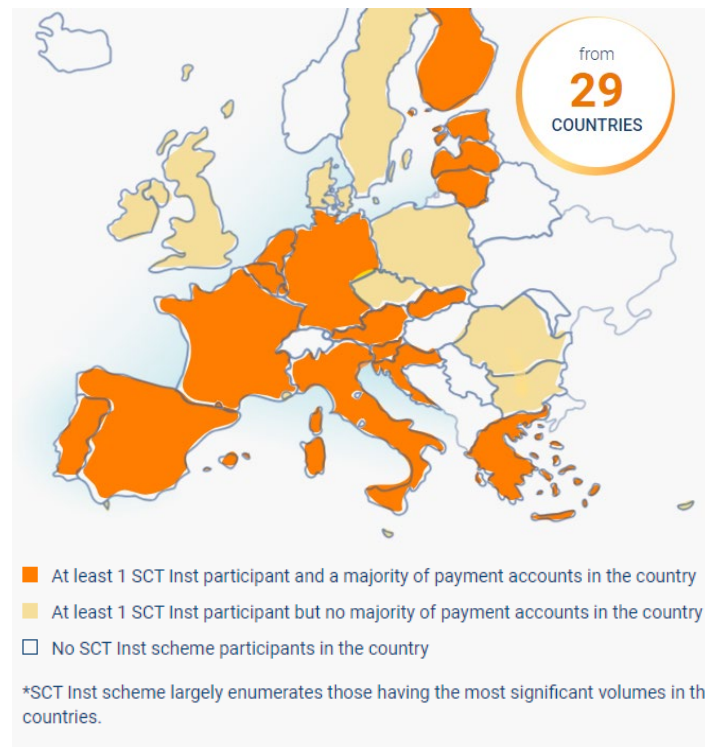 from
29
COUNTRIES
At least 1 SCT Inst participant and a majority of payment accounts in the country
At least 1 SCT Inst participant but no majority of payment accounts in the country
No SCT Inst scheme participants in the country
*SCT Inst scheme largely enumerates those having the most significant volumes in
countries.